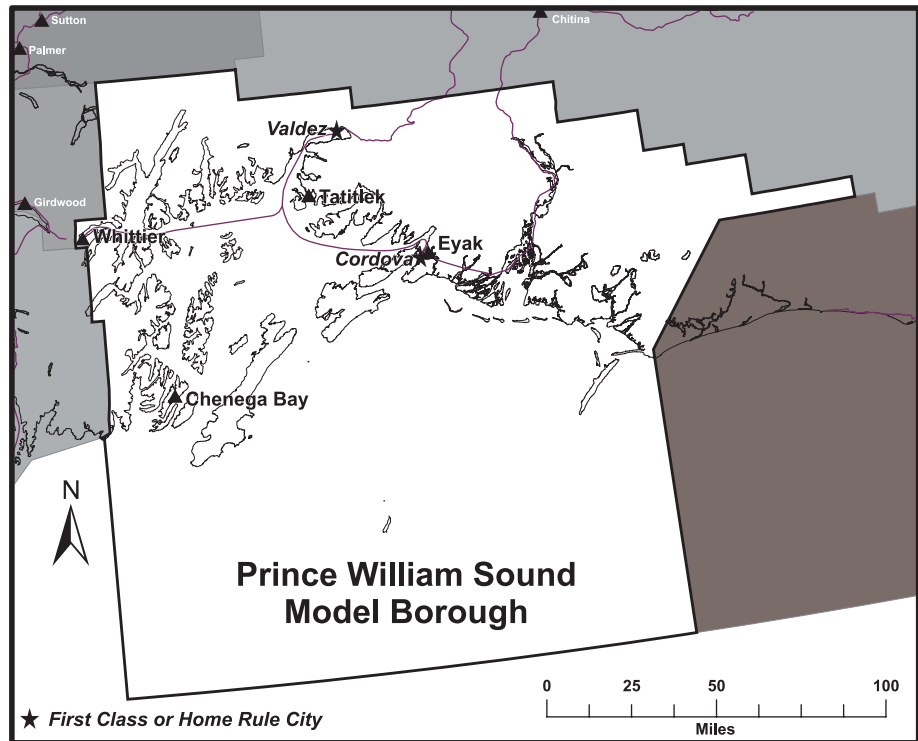 Sutton
Chitina
Palmer
Valdez
Tatitlek
Girdwood
Whittier
Eyak
Cordova
Chenega Bay
N
Prince William Sound
Model Borough
0 25 50 100
Miles
★ First Class or Home Rule City